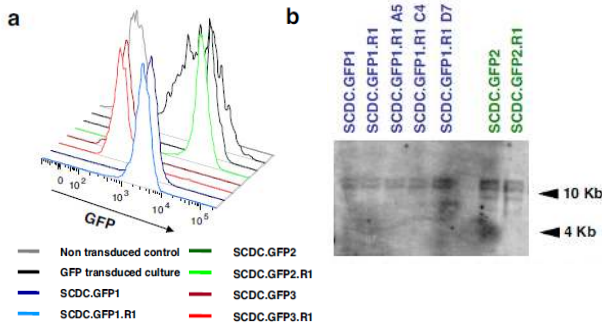 a
0 10² 10³ 10⁴ 10⁵
GFP
Non transduced control
GFP transduced culture
SCDC.GFP1
SCDC.GFP1.R1
SCDC.GFP2
SCDC.GFP2.R1
SCDC.GFP3
SCDC.GFP3.R1
b
SCDC.GFP1
SCDC.GFP1.R1
SCDC.GFP1.R1 A5
SCDC.GFP1.R1 C4
SCDC.GFP1.R1 D7
SCDC.GFP2
SCDC.GFP2.R1
10 Kb
4 Kb